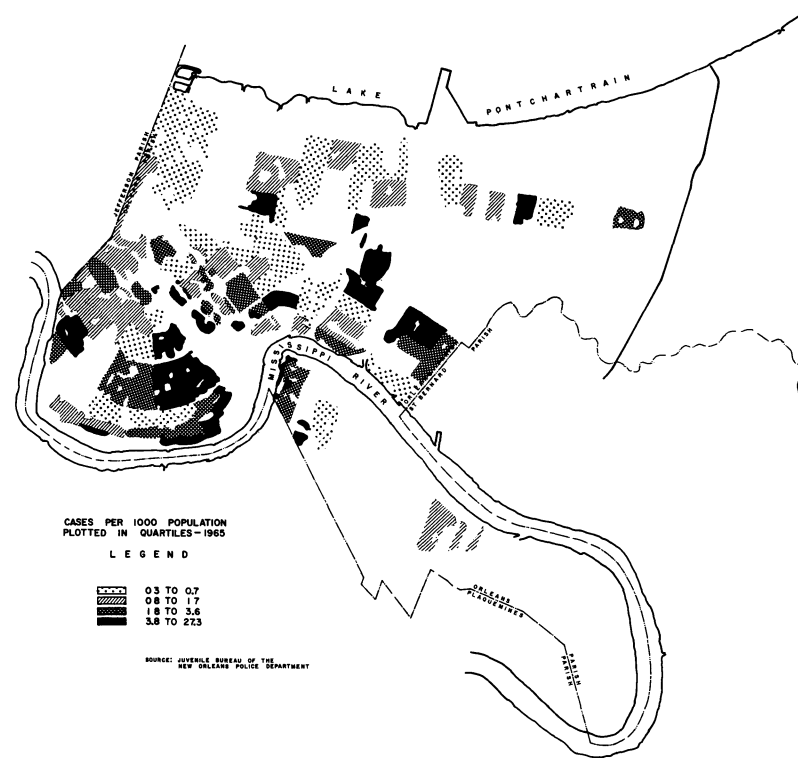 LAKE
PONTCHARTRAIN
JEFFERSON PARISH
MISSISSIPPI RIVER
ST. BERNARD PARISH
CASES PER 1000 POPULATION
PLOTTED IN QUARTILES-1965
LEGEND
0.3 TO 0.7
0.8 TO 1.7
1.8 TO 3.6
3.8 TO 27.3
ORLEANS PARISH
PLAQUEMINES PARISH
SOURCE: JUVENILE BUREAU OF THE
NEW ORLEANS POLICE DEPARTMENT